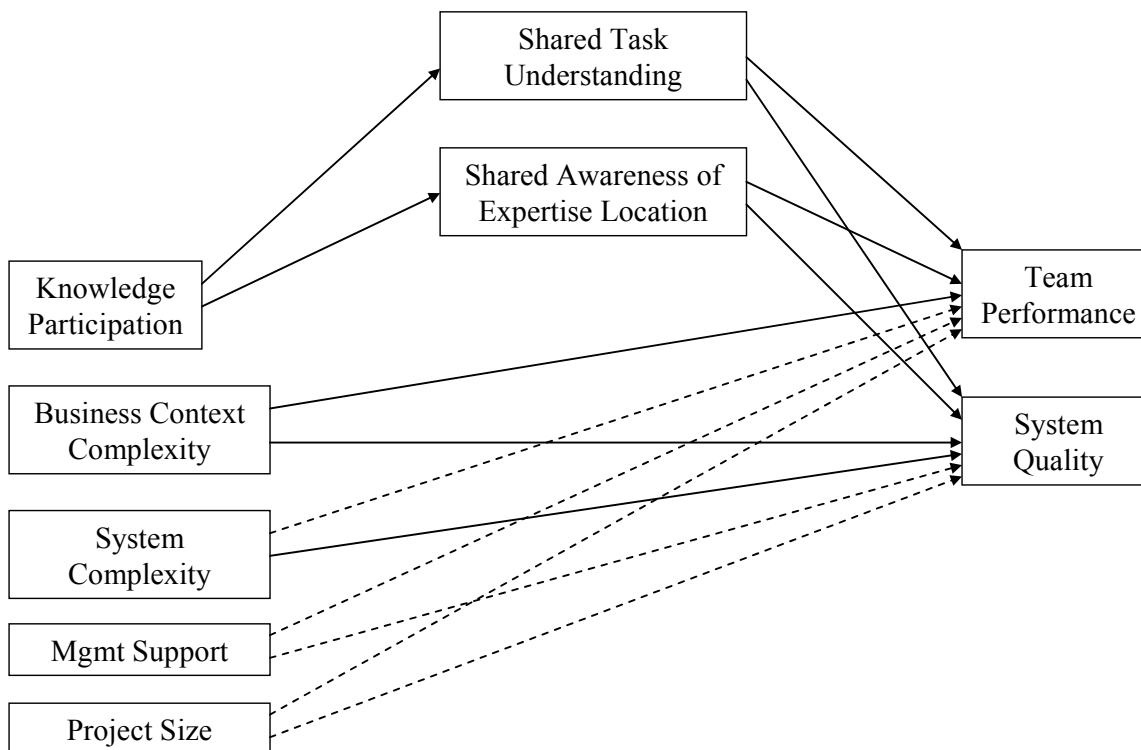 Shared Task
Understanding
Shared Awareness of
Expertise Location
Knowledge
Participation
Team
Performance
Business Context
Complexity
System
Quality
System
Complexity
Mgmt Support
Project Size